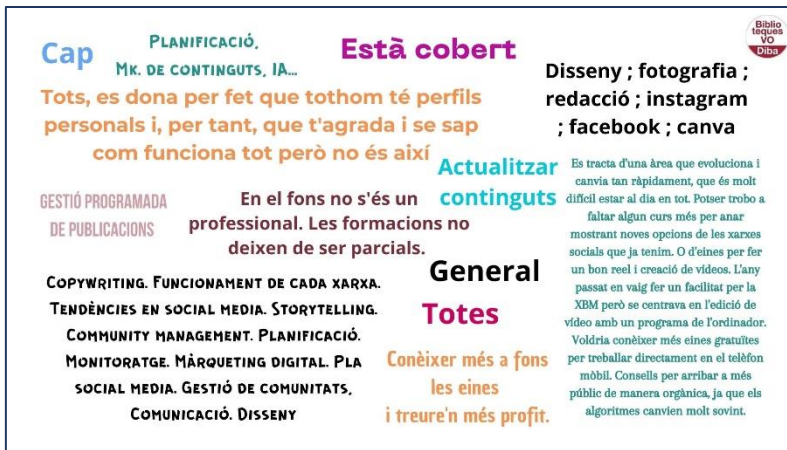 Biblio
teques
VO
Diba
Cap
Planificació,
Mk. de continguts, IA...
Està cobert
Disseny ; fotografia ;
redacció ; instagram
; facebook ; canva
Tots, es dona per fet que tothom té perfils
personals i, per tant, que t'agrada i se sap
com funciona tot però no és així
Actualitzar
continguts
GESTIÓ PROGRAMADA
DE PUBLICACIONS
En el fons no s'és un
professional. Les formacions no
deixen de ser parcials.
Es tracta d'una àrea que evoluciona i
canvia tan ràpidament, que és molt
difícil estar al dia en tot. Potser trobo a
faltar algun curs més per anar
mostrant noves opcions de les xarxes
socials que ja tenim. O d'eines per fer
un bon reel i creació de vídeos. L'any
passat en vaig fer un facilitat per la
XBM però se centrava en l'edició de
vídeo amb un programa de l'ordinador.
Voldria conèixer més eines gratuïtes
per treballar directament en el telèfon
mòbil. Consells per arribar a més
públic de manera orgànica, ja que els
algoritmes canvien molt sovint.
General
Totes
Copywriting. Funcionament de cada xarxa.
Tendències en social media. Storytelling.
Community management. Planificació.
Monitoratge. Màrqueting digital. Pla
social media. Gestió de comunitats,
Comunicació. Disseny
Conèixer més a fons
les eines
i treure'n més profit.